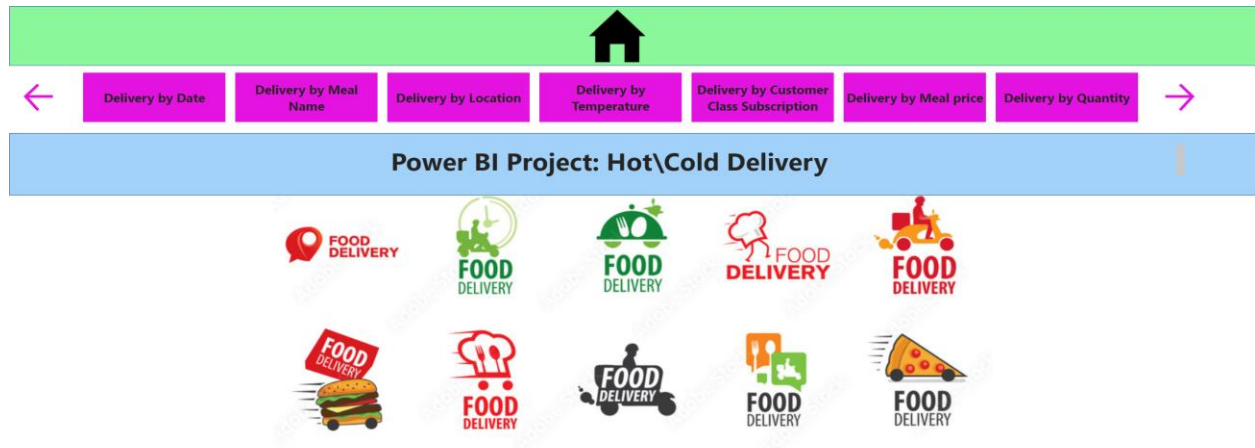 Delivery by Date
Delivery by Meal
Name
Delivery by Location
Delivery by
Temperature
Delivery by Customer
Class Subscription
Delivery by Meal price
Delivery by Quantity
Power BI Project: Hot\Cold Delivery
FOOD
DELIVERY
FOOD
DELIVERY
FOOD
DELIVERY
FOOD
DELIVERY
FOOD
DELIVERY
FOOD
DELIVERY
FOOD
DELIVERY
FOOD
DELIVERY
FOOD
DELIVERY
FOOD
DELIVERY